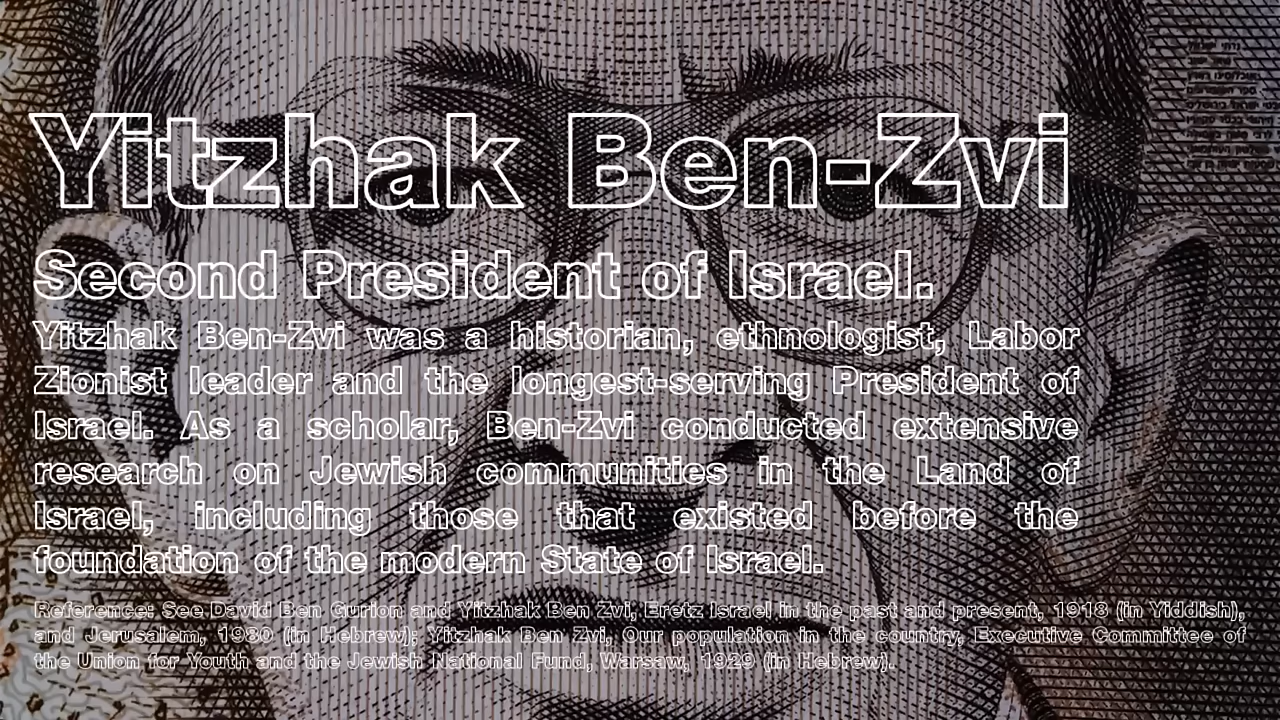 Yitzhak Ben-Zvi
Second President of Israel.
Yitzhak Ben-Zvi was a historian, ethnologist, Labor
Zionist leader and the longest-serving President of
Israel. As a scholar, Ben-Zvi conducted extensive
research on Jewish communities in the Land of
Israel, including those that existed before the
foundation of the modern State of Israel.
Reference: See David Ben Gurion and Yitzhak Ben Zvi, Eretz Israel in the past and present, 1918 (in Yiddish),
and Jerusalem, 1980 (in Hebrew); Yitzhak Ben Zvi, Our population in the country, Executive Committee of
the Union for Youth and the Jewish National Fund, Warsaw, 1929 (in Hebrew).